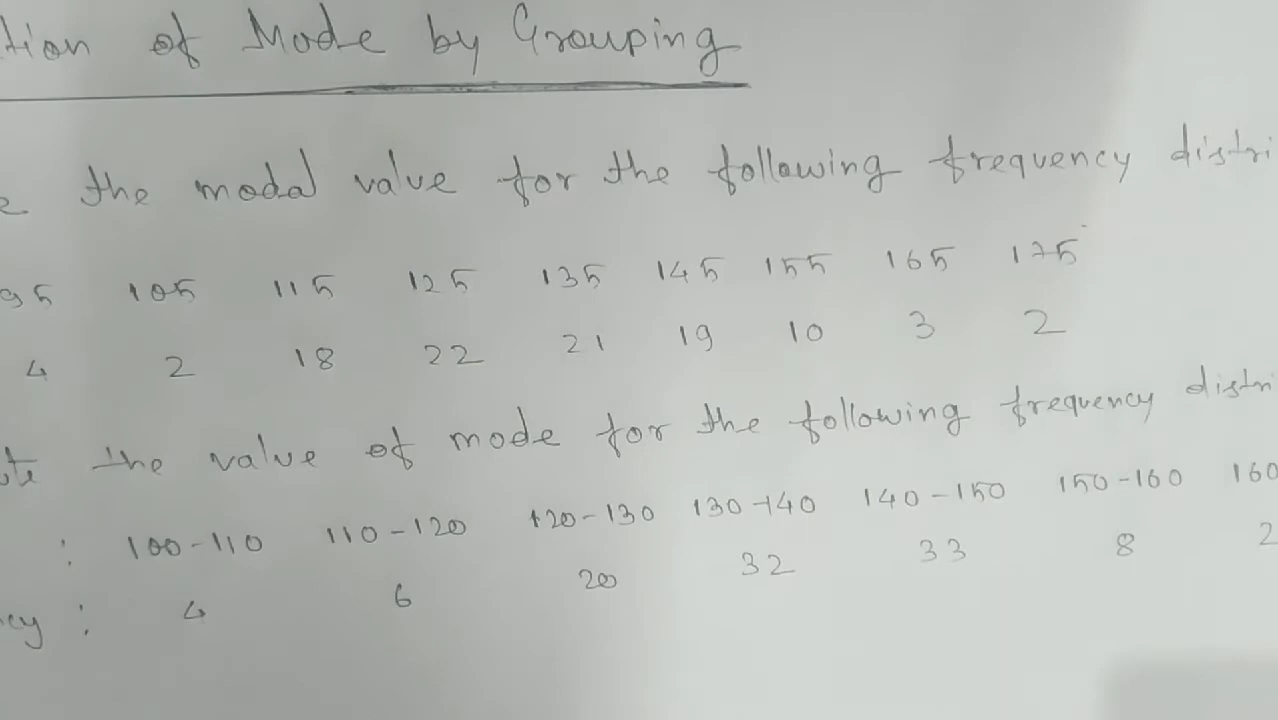 tion of Mode by Grouping
the modal value for the following frequency distri
95 105 115 125 135 145 155 165 175
4 2 18 22 21 19 10 3 2
the value of mode for the following frequency distri
: 100-110 110-120 120-130 130-140 140-150 150-160 160
cy : 4 6 20 32 33 8 2